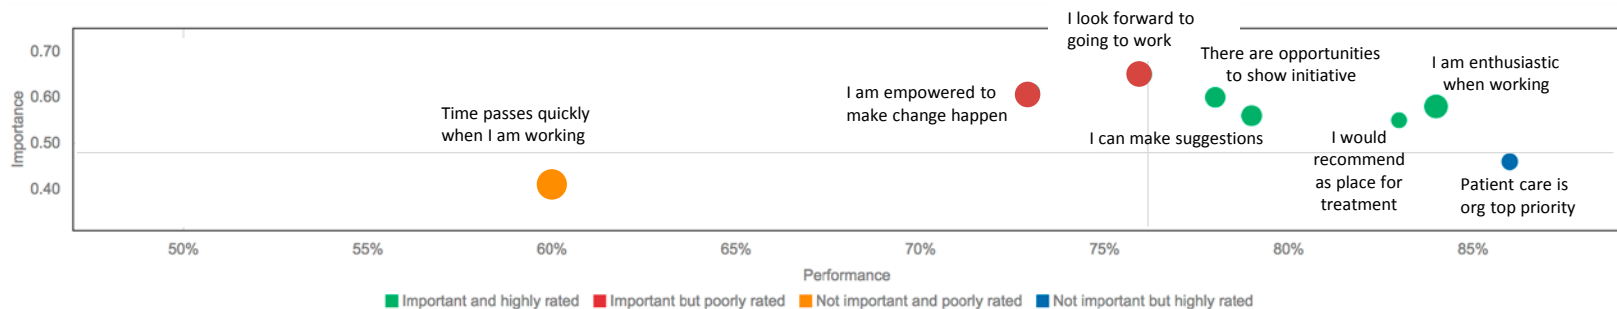 I look forward to
going to work
There are opportunities
to show initiative
I am enthusiastic
when working
I am empowered to
make change happen
Time passes quickly
when I am working
I can make suggestions
I would
recommend
as place for
treatment
Patient care is
org top priority
Importance
0.70
0.60
0.50
0.40
50%
55%
60%
65%
70%
75%
80%
85%
Performance
Important and highly rated
Important but poorly rated
Not important and poorly rated
Not important but highly rated